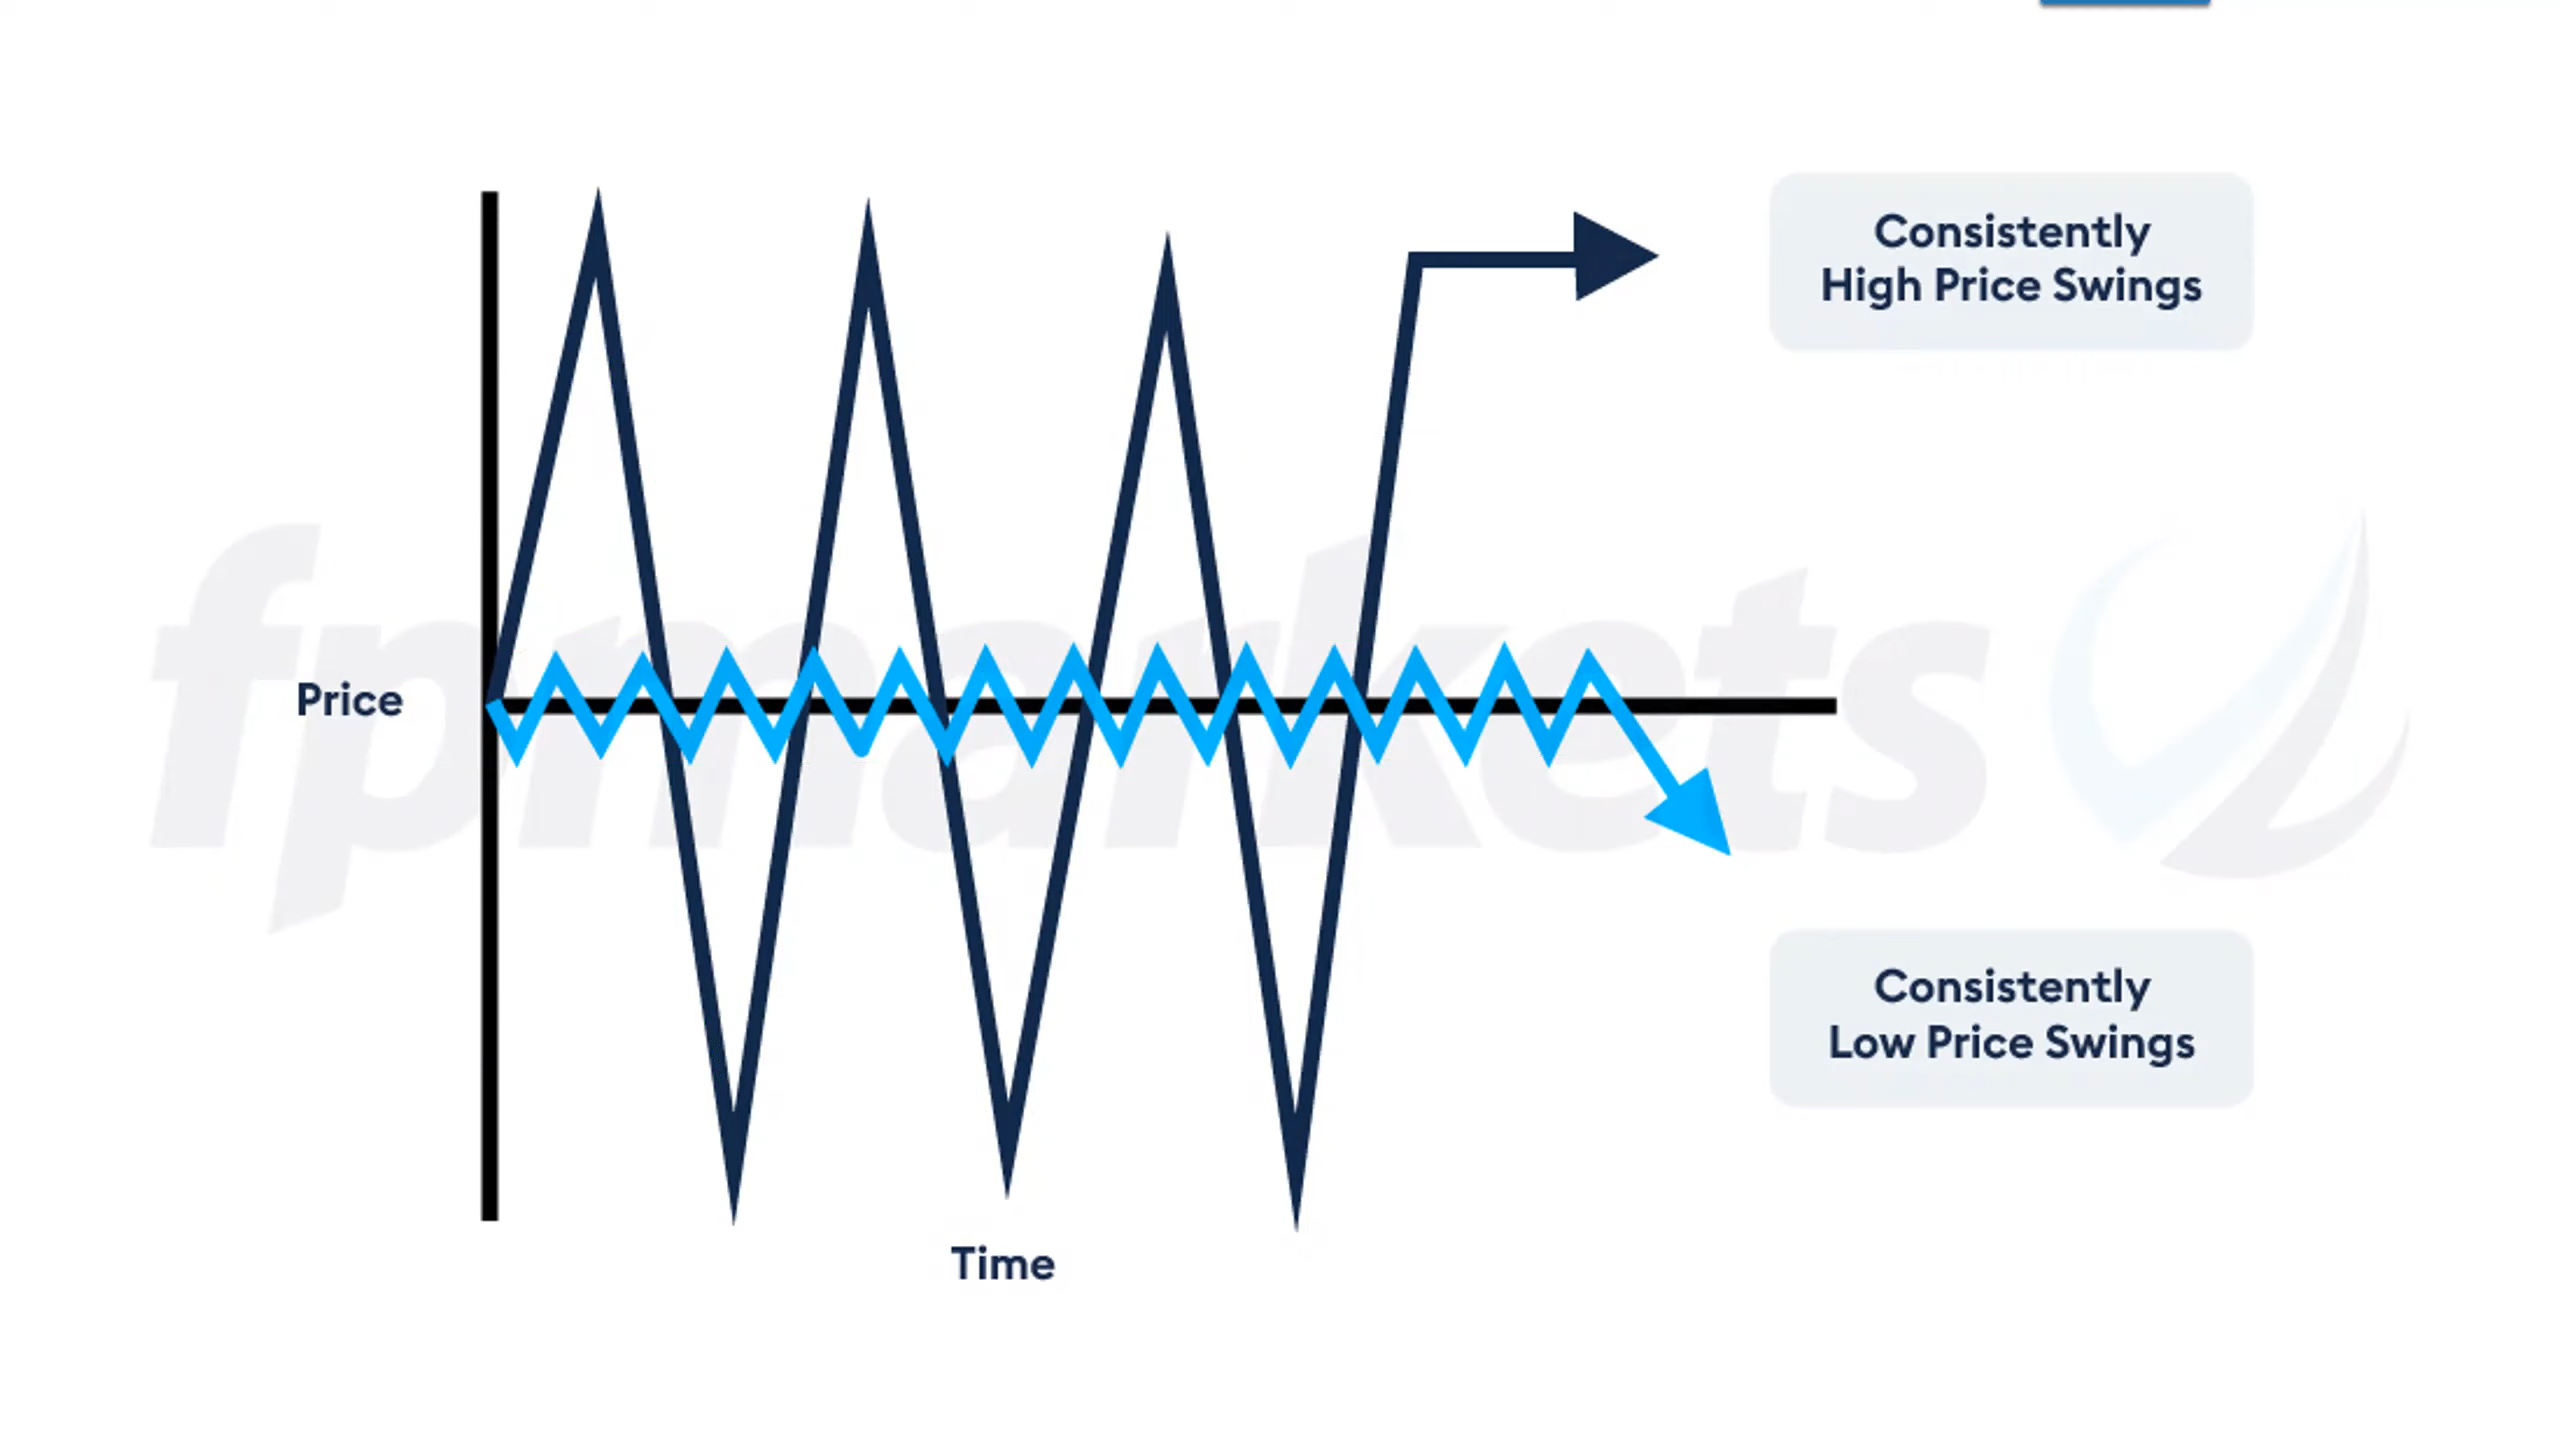 Consistently
High Price Swings
fpmarkets
Price
Consistently
Low Price Swings
Time